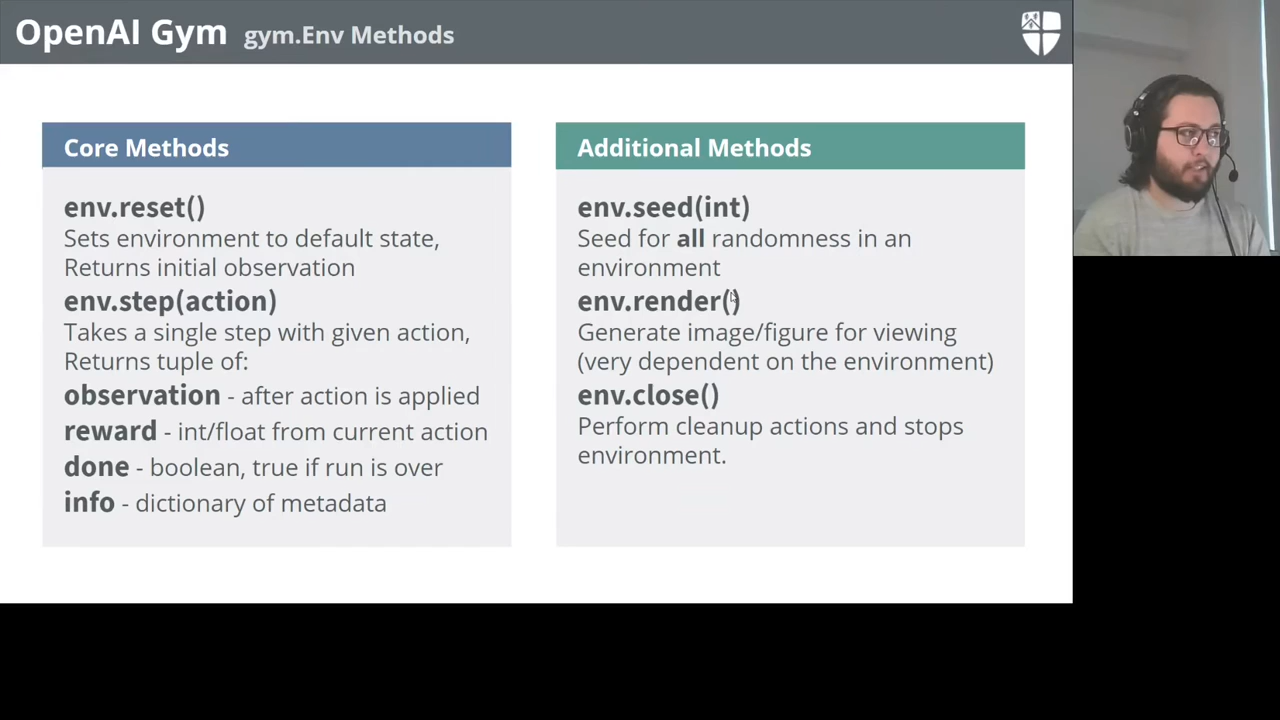 OpenAI Gym gym.Env Methods
Core Methods
env.reset()
Sets environment to default state,
Returns initial observation
env.step(action)
Takes a single step with given action,
Returns tuple of:
observation - after action is applied
reward - int/float from current action
done - boolean, true if run is over
info - dictionary of metadata
Additional Methods
env.seed(int)
Seed for all randomness in an
environment
env.render()
Generate image/figure for viewing
(very dependent on the environment)
env.close()
Perform cleanup actions and stops
environment.